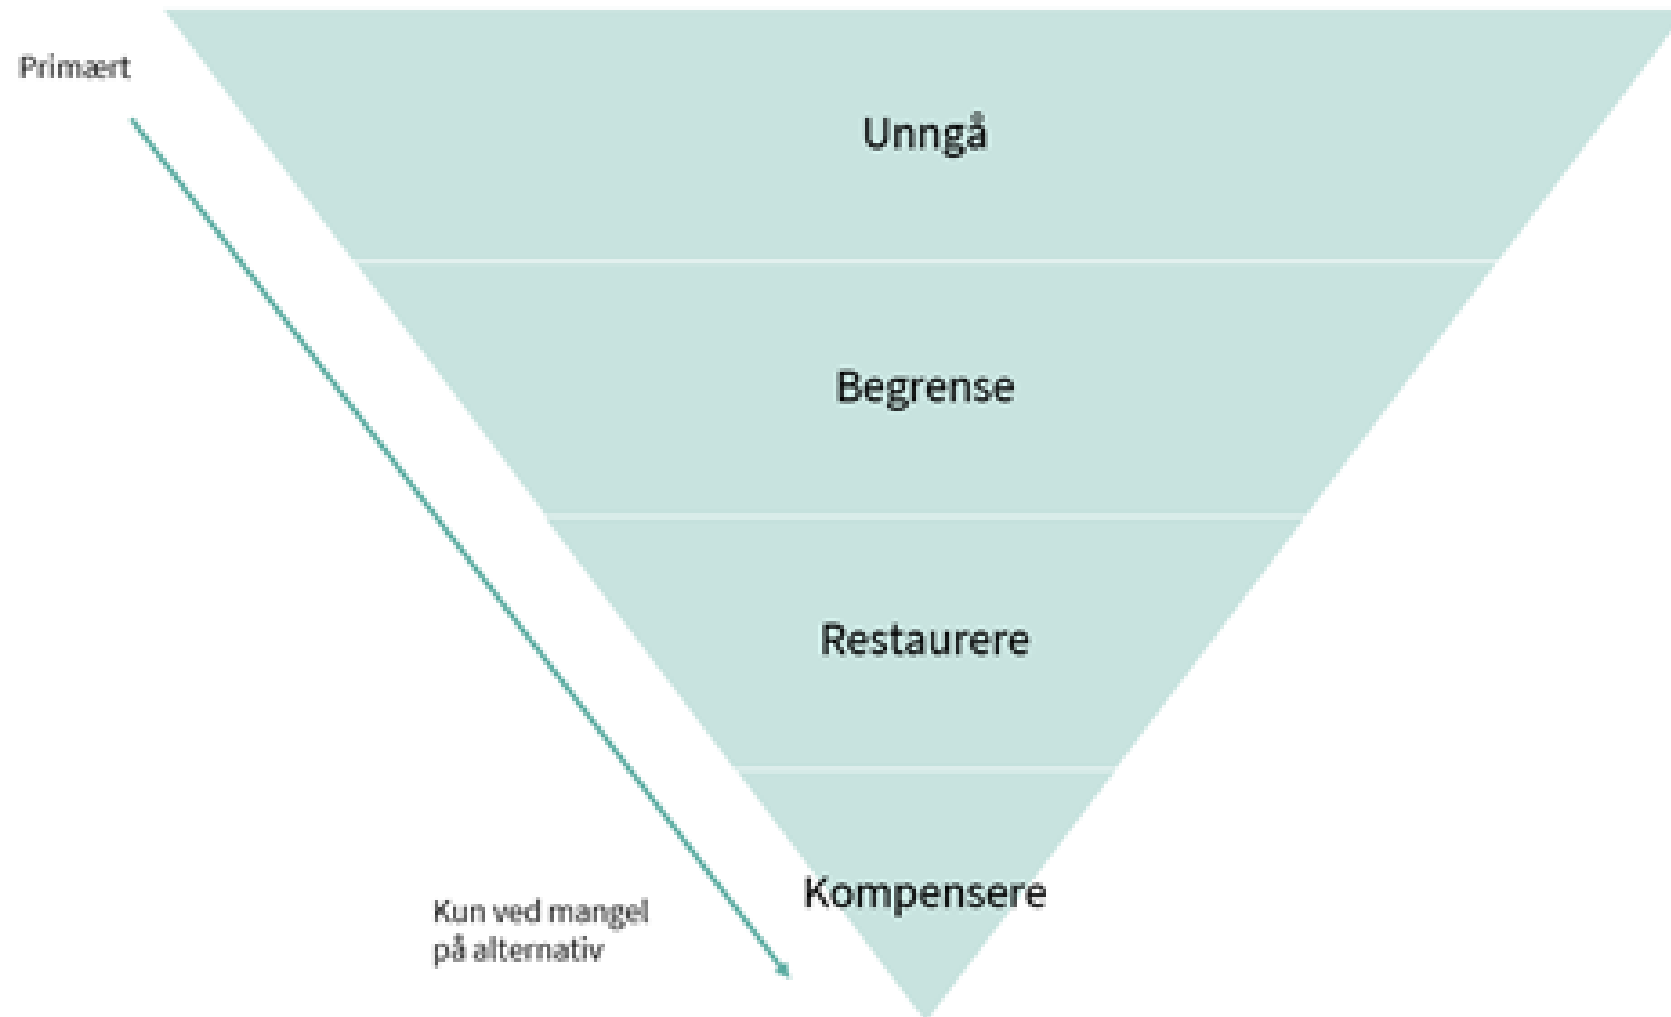 Primært
Unngå
Begrense
Restaurere
Kompensere
Kun ved mangel
på alternativ